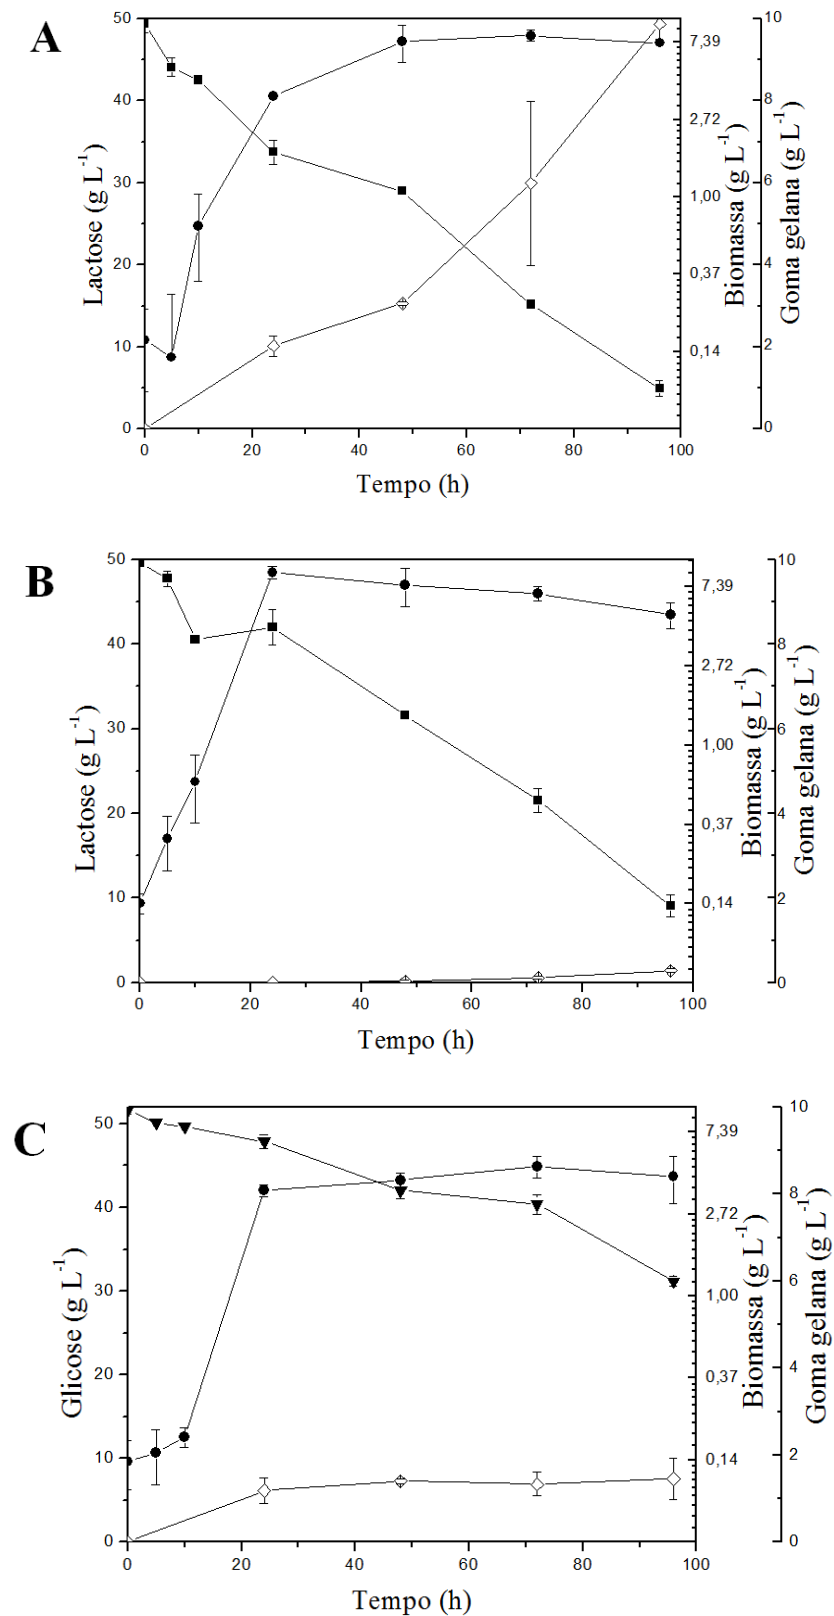 A
50
40
30
20
10
0
Lactose (g L⁻¹)
0 20 40 60 80 100
Tempo (h)
7,39
2,72
1,00
0,37
0,14
Biomassa (g L⁻¹)
10
8
6
4
2
0
Goma gelana (g L⁻¹)
B
50
40
30
20
10
0
Lactose (g L⁻¹)
0 20 40 60 80 100
Tempo (h)
7,39
2,72
1,00
0,37
0,14
Biomassa (g L⁻¹)
10
8
6
4
2
0
Goma gelana (g L⁻¹)
C
50
40
30
20
10
0
Glicose (g L⁻¹)
0 20 40 60 80 100
Tempo (h)
7,39
2,72
1,00
0,37
0,14
Biomassa (g L⁻¹)
10
8
6
4
2
0
Goma gelana (g L⁻¹)